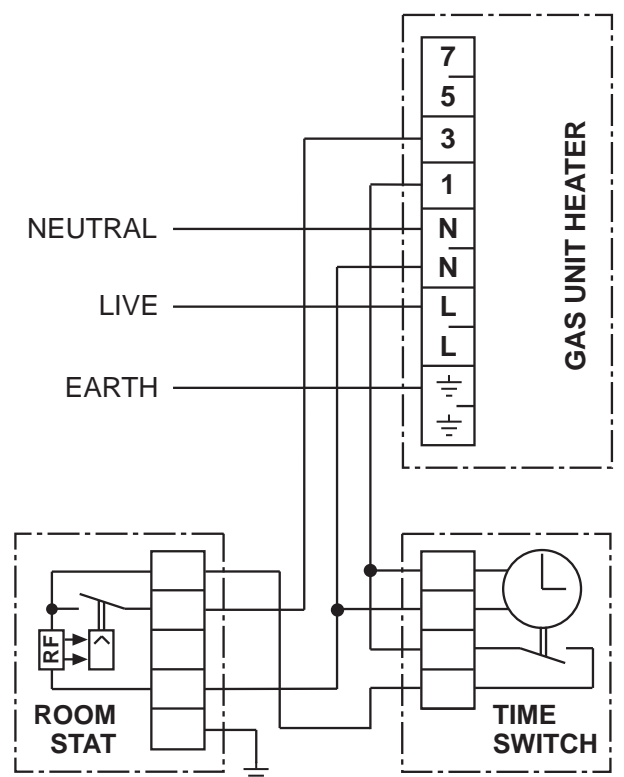 7
5
3
1
N
N
L
L
NEUTRAL
LIVE
EARTH
GAS UNIT HEATER
RF
ROOM
STAT
TIME
SWITCH